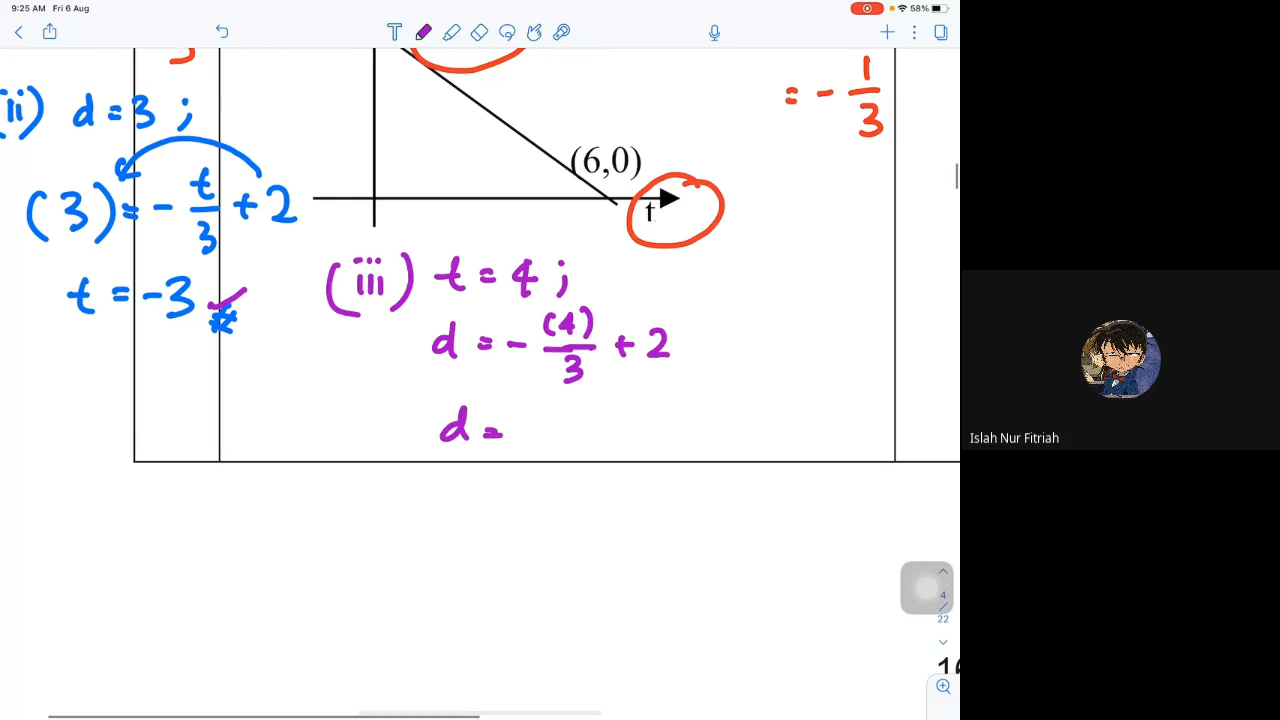 9:25 AM Fri 6 Aug
58%
T
= - 1/3
(ii) d = 3 ;
(6,0)
(3) = - t/3 + 2
t
t = -3
(iii) t = 4 ;
d = - (4)/3 + 2
d =
Islah Nur Fitriah
4
/
22